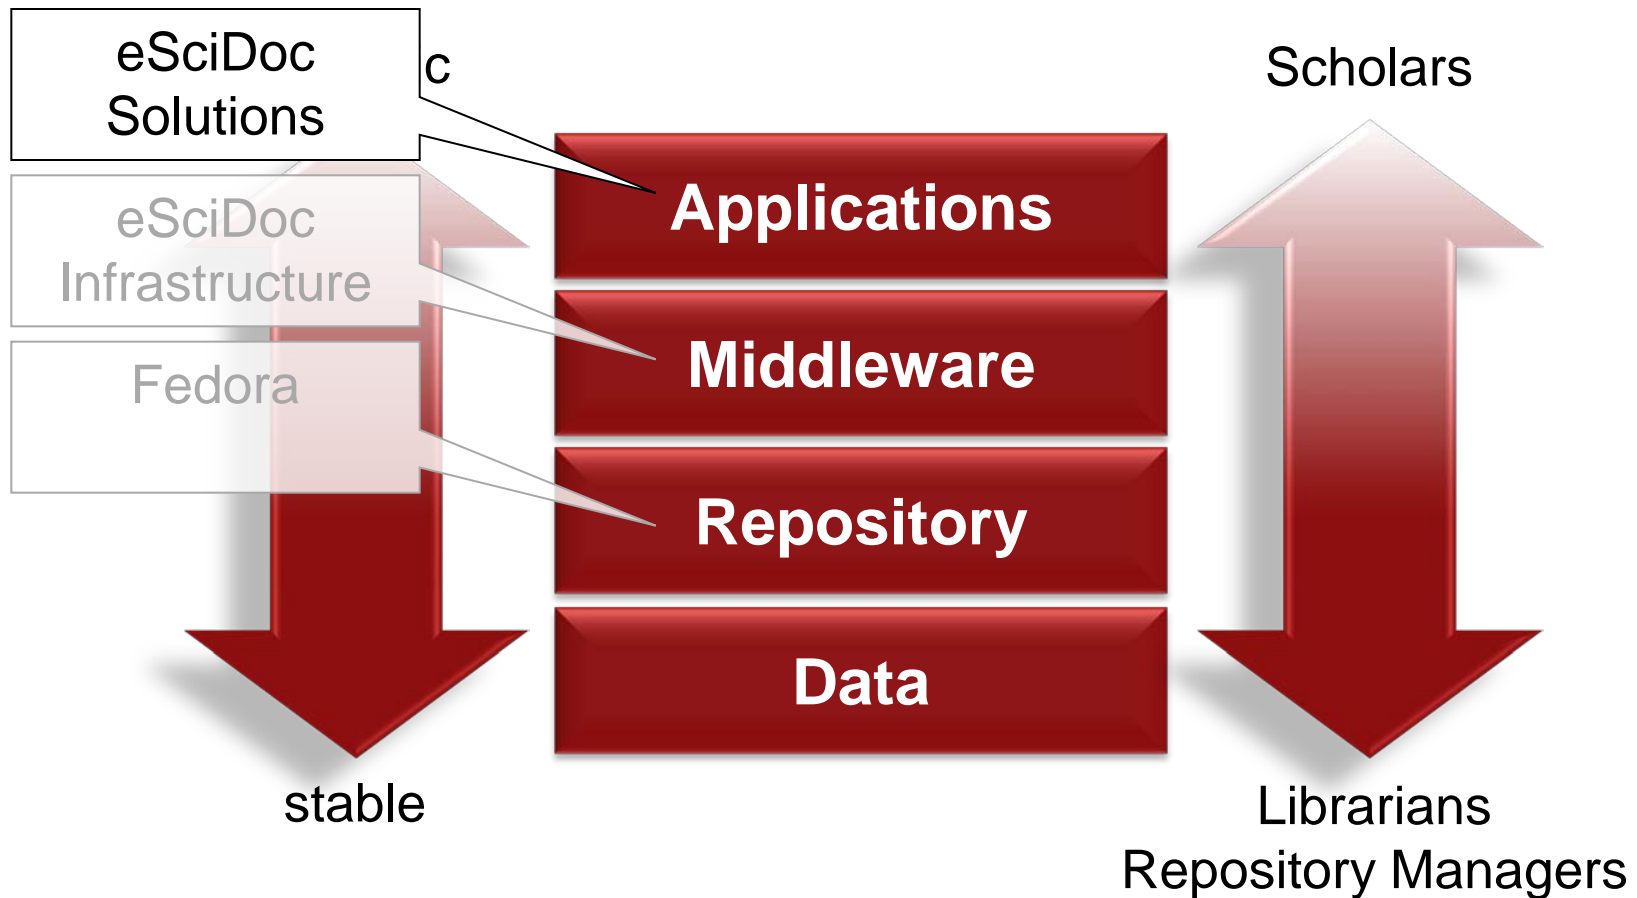 eSciDoc
Solutions
c
Scholars
Applications
eSciDoc
Infrastructure
Middleware
Fedora
Repository
Data
stable
Librarians
Repository Managers